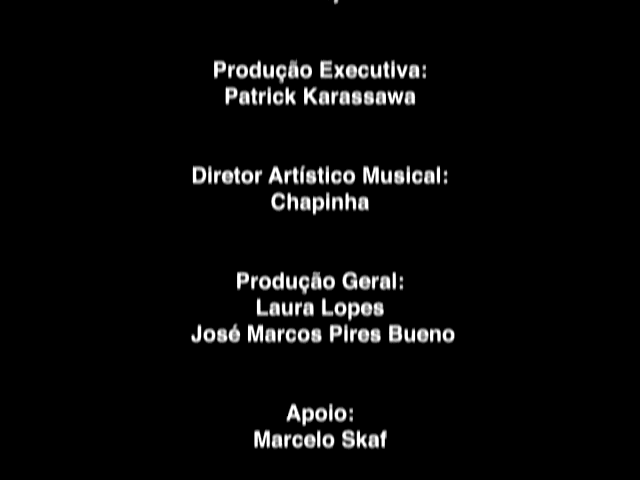 Produção Executiva:
Patrick Karassawa
Diretor Artístico Musical:
Chapinha
Produção Geral:
Laura Lopes
José Marcos Pires Bueno
Apoio:
Marcelo Skaf